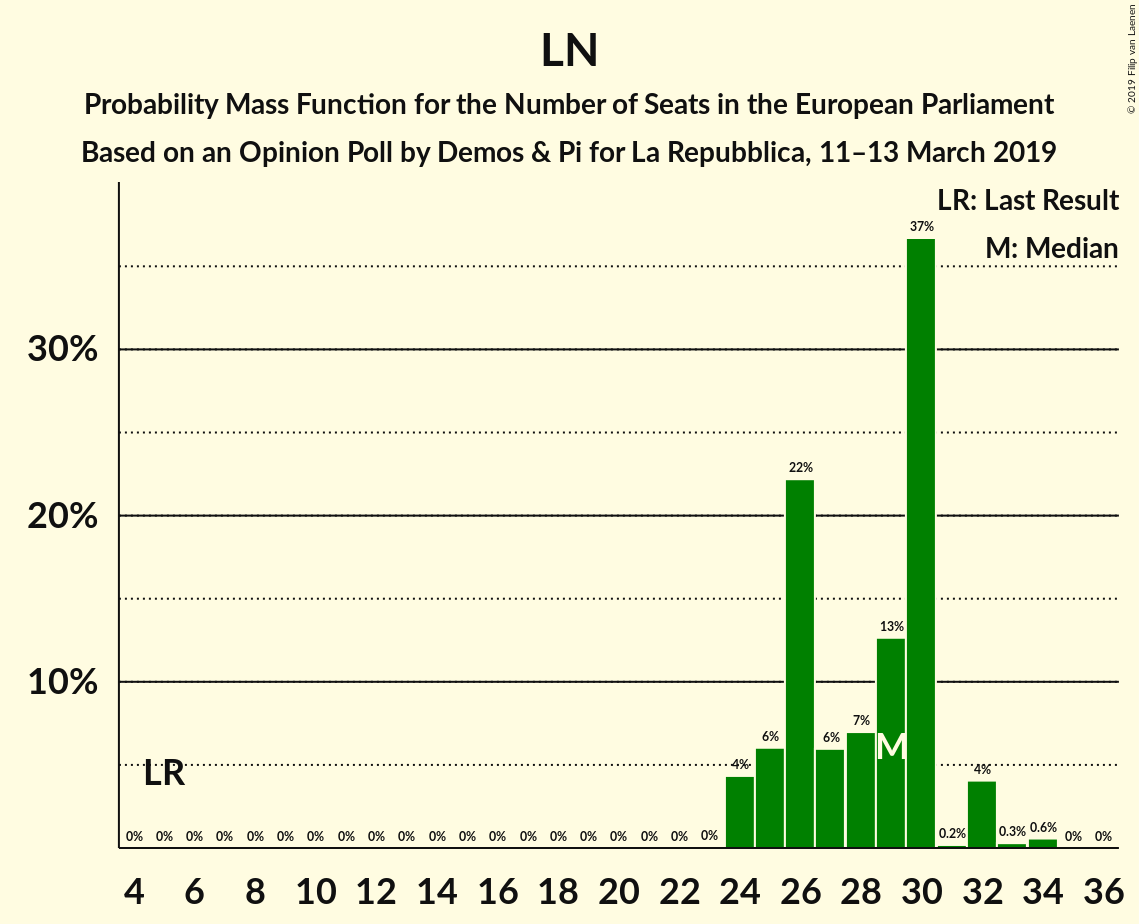 LN
Probability Mass Function for the Number of Seats in the European Parliament
Based on an Opinion Poll by Demos & Pi for La Repubblica, 11–13 March 2019
© 2019 Filip van Laenen
LR: Last Result
M: Median
37%
30%
22%
20%
13%
10%
7%
6% 6%
M
4% 4%
LR
0% 0% 0% 0% 0% 0% 0% 0% 0% 0% 0% 0% 0% 0% 0% 0% 0% 0% 0% 0% 0.2% 0.3% 0.6% 0% 0%
4 6 8 10 12 14 16 18 20 22 24 26 28 30 32 34 36